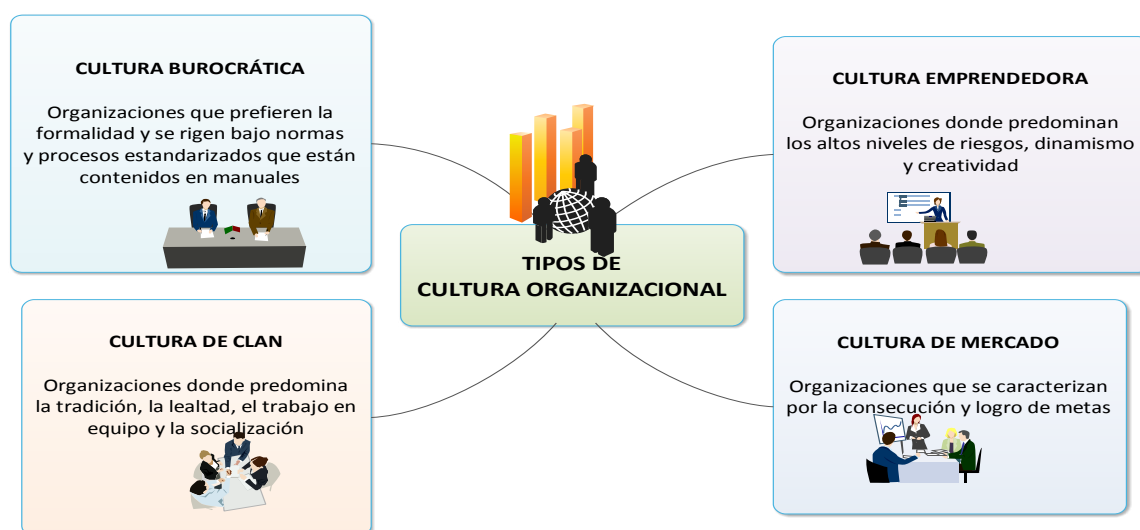 CULTURA BUROCRÁTICA
Organizaciones que prefieren la
formalidad y se rigen bajo normas
y procesos estandarizados que están
contenidos en manuales
CULTURA EMPRENDEDORA
Organizaciones donde predominan
los altos niveles de riesgos, dinamismo
y creatividad
TIPOS DE
CULTURA ORGANIZACIONAL
CULTURA DE CLAN
Organizaciones donde predomina
la tradición, la lealtad, el trabajo en
equipo y la socialización
CULTURA DE MERCADO
Organizaciones que se caracterizan
por la consecución y logro de metas